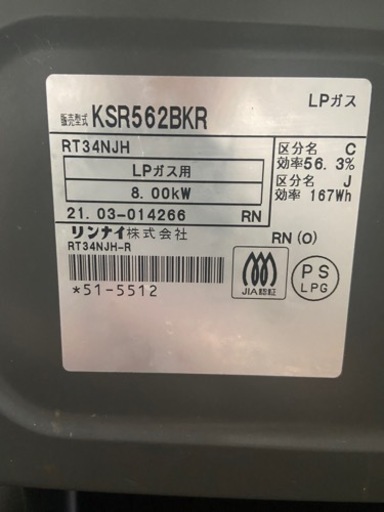 LPガス
販売型式 KSR562BKR
RT34NJH
LPガス用
8.00kW
区分名 C
効率56.3%
区分名 J
効率 167Wh
21.03-014266 RN
リンナイ株式会社
RT34NJH-R
RN(O)
*51-5512
JIA認証
PS
LPG